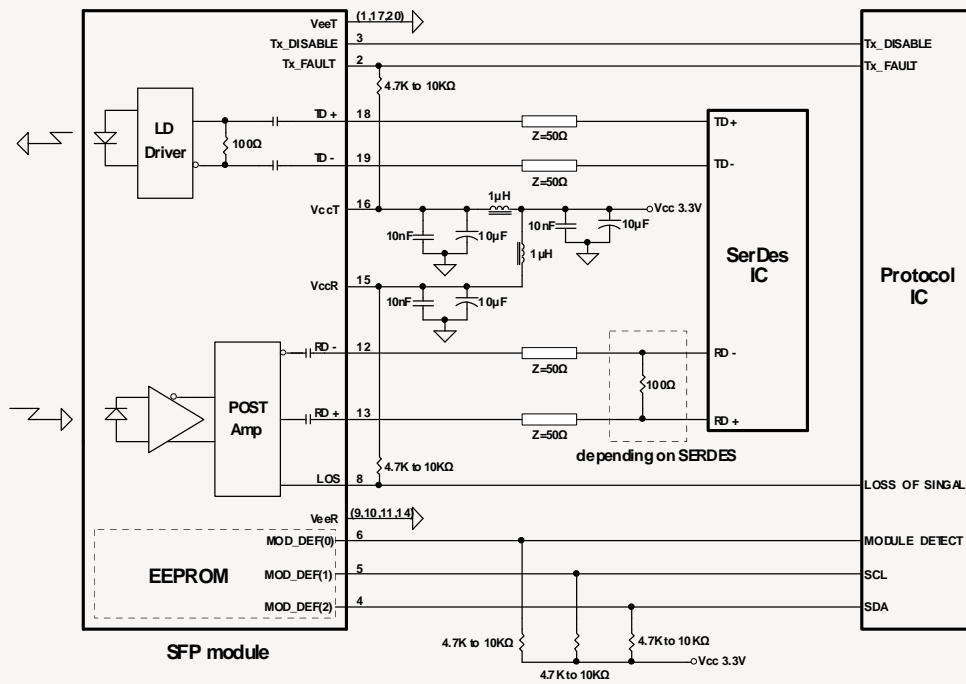 VeeT
(1,17,20)
Tx_DISABLE
3
Tx_DISABLE
Tx_FAULT
2
Tx_FAULT
4.7K to 10KΩ
LD
Driver
100Ω
TD+
18
Z=50Ω
TD+
TD-
19
Z=50Ω
TD-
VccT
16
1µH
Vcc 3.3V
10nF
10µF
10nF
10µF
1µH
SerDes
IC
Protocol
IC
VccR
15
10nF
10µF
RD -
12
Z=50Ω
RD -
100Ω
POST
Amp
RD+
13
Z=50Ω
RD+
depending on SERDES
4.7K to 10KΩ
LOS
8
LOSS OF SINGAL
VeeR
(9,10,11,14)
MOD_DEF(0)
6
MODULE DETECT
EEPROM
MOD_DEF(1)
5
SCL
MOD_DEF(2)
4
SDA
4.7K to 10KΩ
4.7K to 10KΩ
4.7K to 10KΩ
Vcc 3.3V
SFP module